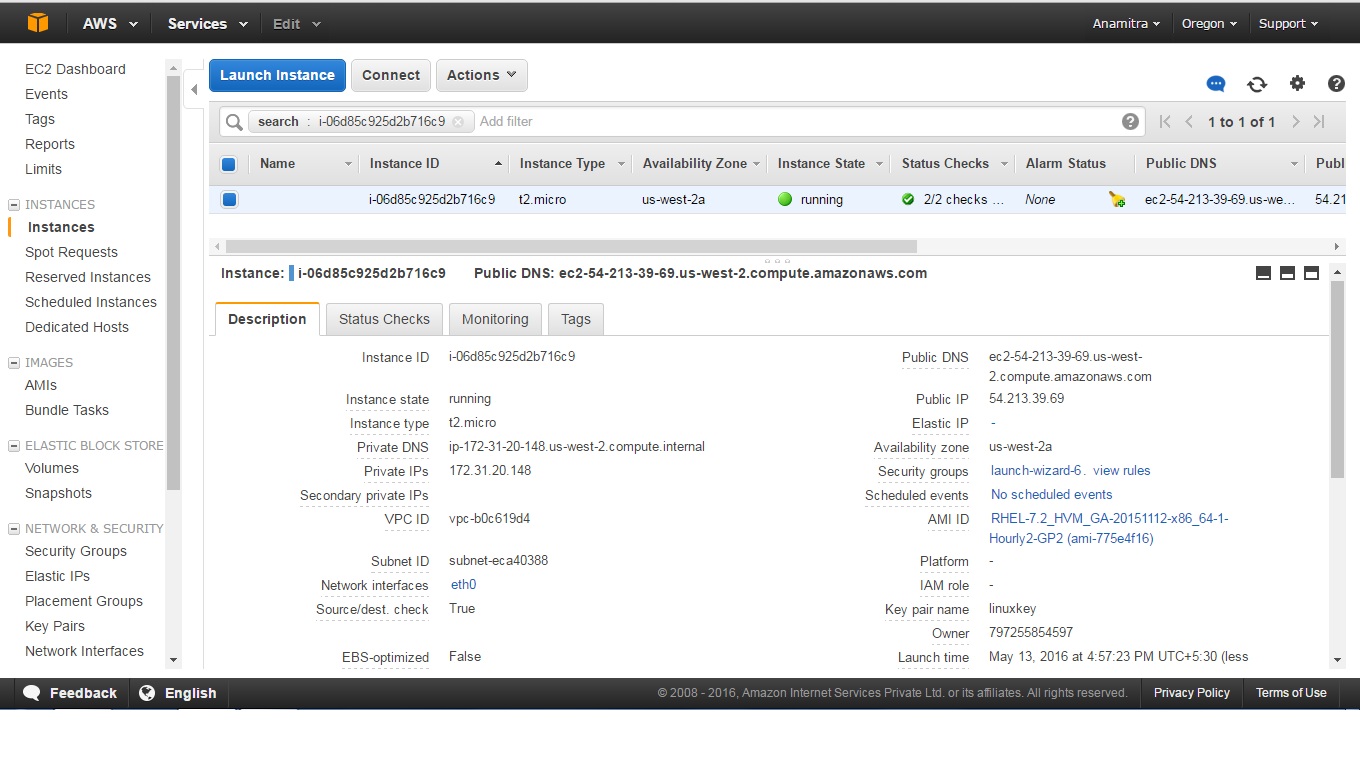 AWS Services Edit Anamitra Oregon Support
EC2 Dashboard
Events
Tags
Reports
Limits
INSTANCES
Instances
Spot Requests
Reserved Instances
Scheduled Instances
Dedicated Hosts
IMAGES
AMIs
Bundle Tasks
ELASTIC BLOCK STORE
Volumes
Snapshots
NETWORK & SECURITY
Security Groups
Elastic IPs
Placement Groups
Key Pairs
Network Interfaces
Launch Instance Connect Actions
search : i-06d85c925d2b716c9 Add filter 1 to 1 of 1
Name Instance ID Instance Type Availability Zone Instance State Status Checks Alarm Status Public DNS Publ
i-06d85c925d2b716c9 t2.micro us-west-2a running 2/2 checks ... None ec2-54-213-39-69.us-we... 54.21
Instance: i-06d85c925d2b716c9 Public DNS: ec2-54-213-39-69.us-west-2.compute.amazonaws.com
Description Status Checks Monitoring Tags
Instance ID i-06d85c925d2b716c9
Instance state running
Instance type t2.micro
Private DNS ip-172-31-20-148.us-west-2.compute.internal
Private IPs 172.31.20.148
Secondary private IPs
VPC ID vpc-b0c619d4
Subnet ID subnet-eca40388
Network interfaces eth0
Source/dest. check True
EBS-optimized False
Public DNS ec2-54-213-39-69.us-west-
2.compute.amazonaws.com
Public IP 54.213.39.69
Elastic IP -
Availability zone us-west-2a
Security groups launch-wizard-6. view rules
Scheduled events No scheduled events
AMI ID RHEL-7.2_HVM_GA-20151112-x86_64-1-
Hourly2-GP2 (ami-775e4f16)
Platform -
IAM role -
Key pair name linuxkey
Owner 797255854597
Launch time May 13, 2016 at 4:57:23 PM UTC+5:30 (less
Feedback English © 2008 - 2016, Amazon Internet Services Private Ltd. or its affiliates. All rights reserved. Privacy Policy Terms of Use